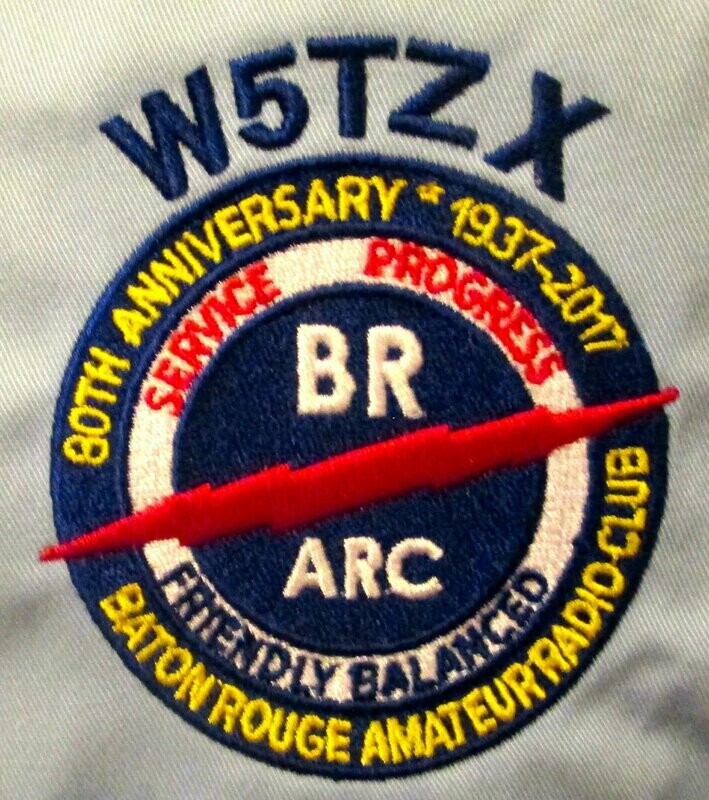 W5TZX
80TH ANNIVERSARY * 1937-2017
SERVICE PROGRESS
BR
ARC
FRIENDLY BALANCED
BATON ROUGE AMATEUR RADIO CLUB